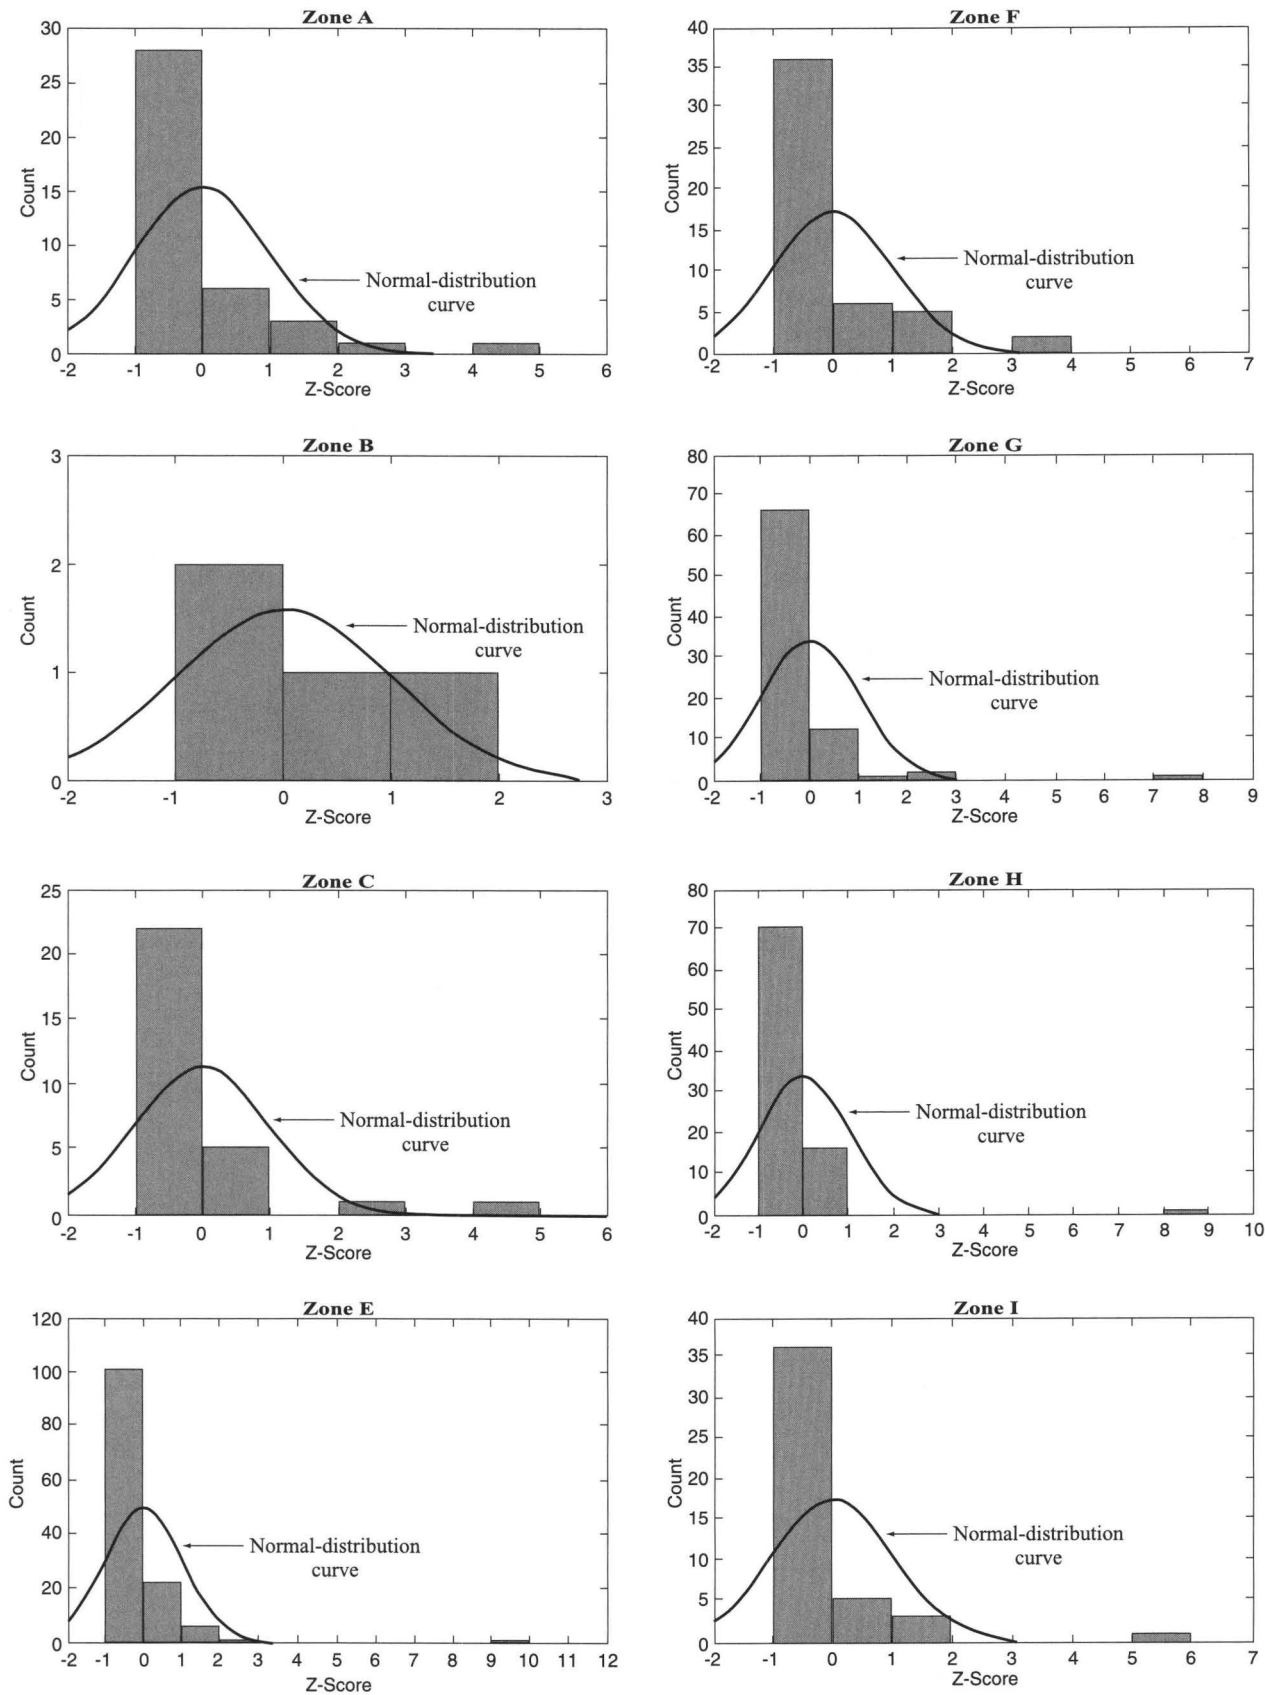 Zone A
30
25
20
15
10
5
0
Count
Normal-distribution
curve
-2 -1 0 1 2 3 4 5 6
Z-Score
Zone B
3
2
1
0
Count
Normal-distribution
curve
-2 -1 0 1 2 3
Z-Score
Zone C
25
20
15
10
5
0
Count
Normal-distribution
curve
-2 -1 0 1 2 3 4 5 6
Z-Score
Zone E
120
100
80
60
40
20
0
Count
Normal-distribution
curve
-2 -1 0 1 2 3 4 5 6 7 8 9 10 11 12
Z-Score
Zone F
40
35
30
25
20
15
10
5
0
Count
Normal-distribution
curve
-2 -1 0 1 2 3 4 5 6 7
Z-Score
Zone G
80
70
60
50
40
30
20
10
0
Count
Normal-distribution
curve
-2 -1 0 1 2 3 4 5 6 7 8 9
Z-Score
Zone H
80
70
60
50
40
30
20
10
0
Count
Normal-distribution
curve
-2 -1 0 1 2 3 4 5 6 7 8 9 10
Z-Score
Zone I
40
35
30
25
20
15
10
5
0
Count
Normal-distribution
curve
-2 -1 0 1 2 3 4 5 6 7
Z-Score